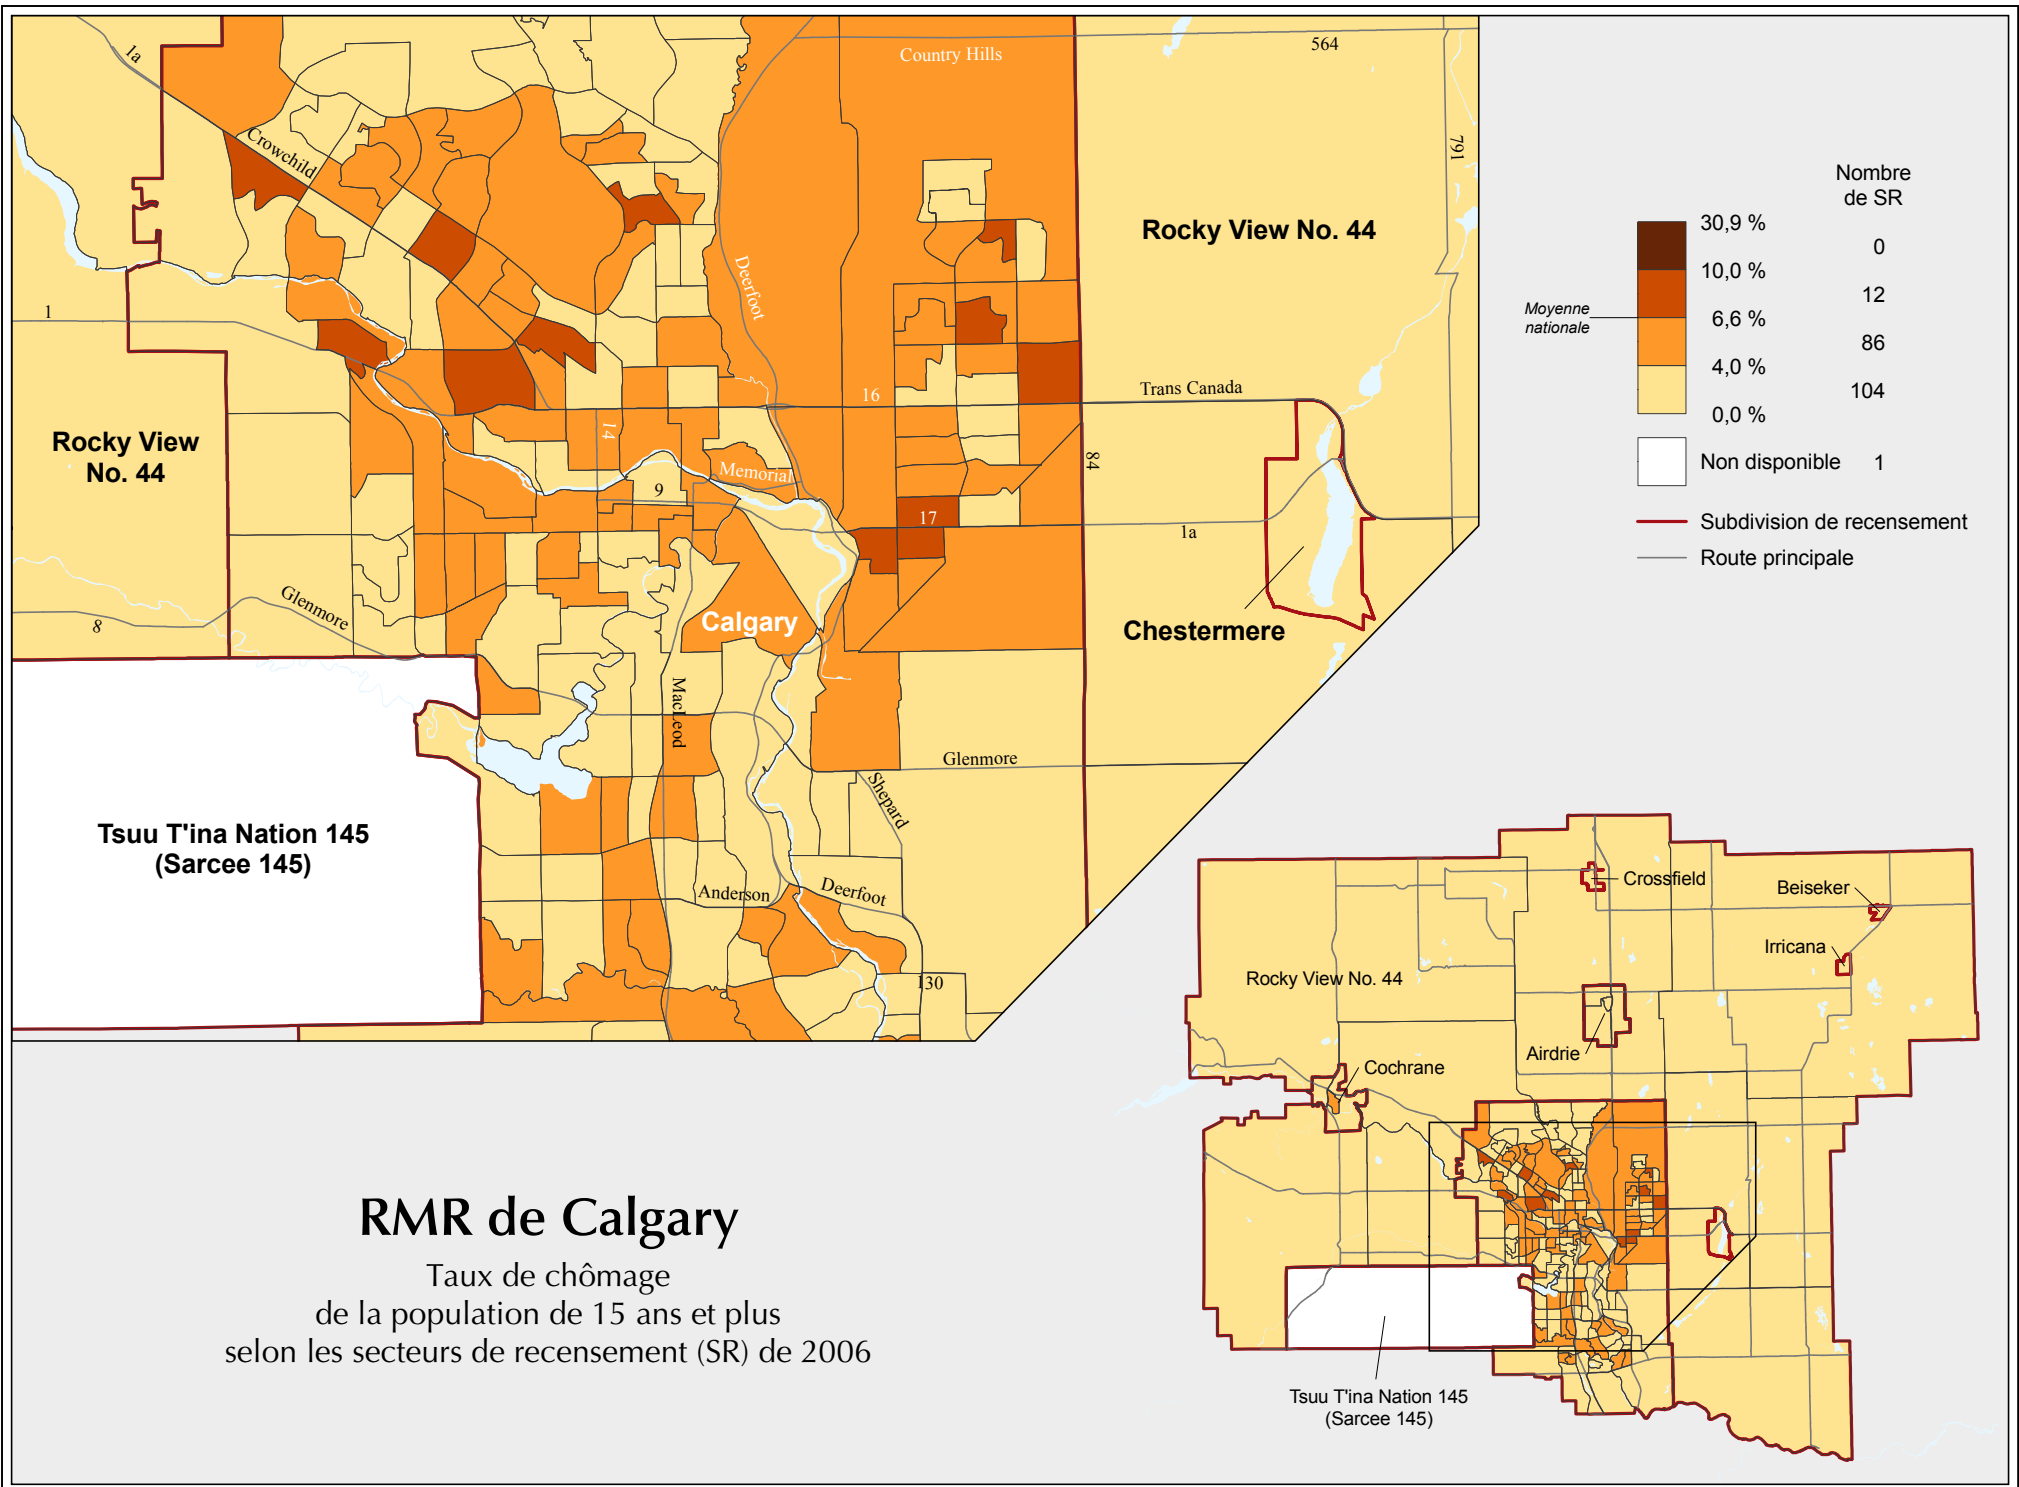 1a
Country Hills
564
Crowchild
791
Rocky View No. 44
Deerfoot
1
Trans Canada
16
Rocky View
No. 44
14
84
Memorial
9
17
1a
Glenmore
8
Calgary
Chestermere
MacLeod
Glenmore
Shepard
Tsuu T'ina Nation 145
(Sarcee 145)
Anderson
Deerfoot
130
Nombre
de SR
30,9 %
0
10,0 %
12
Moyenne
nationale
6,6 %
86
4,0 %
104
0,0 %
Non disponible 1
Subdivision de recensement
Route principale
Crossfield
Beiseker
Irricana
Rocky View No. 44
Airdrie
Cochrane
Tsuu T'ina Nation 145
(Sarcee 145)
RMR de Calgary
Taux de chômage
de la population de 15 ans et plus
selon les secteurs de recensement (SR) de 2006